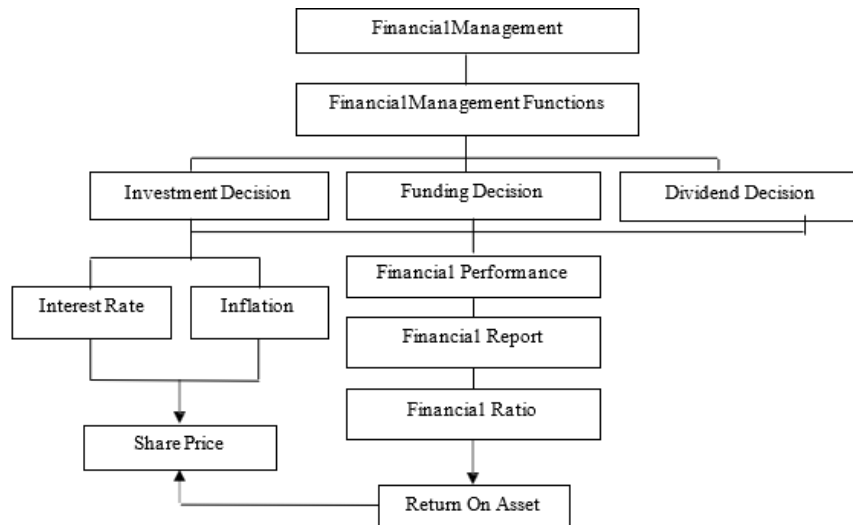 Financial Management
Financial Management Functions
Investment Decision
Funding Decision
Dividend Decision
Financial Performance
Interest Rate
Inflation
Financial Report
Financial Ratio
Share Price
Return On Asset